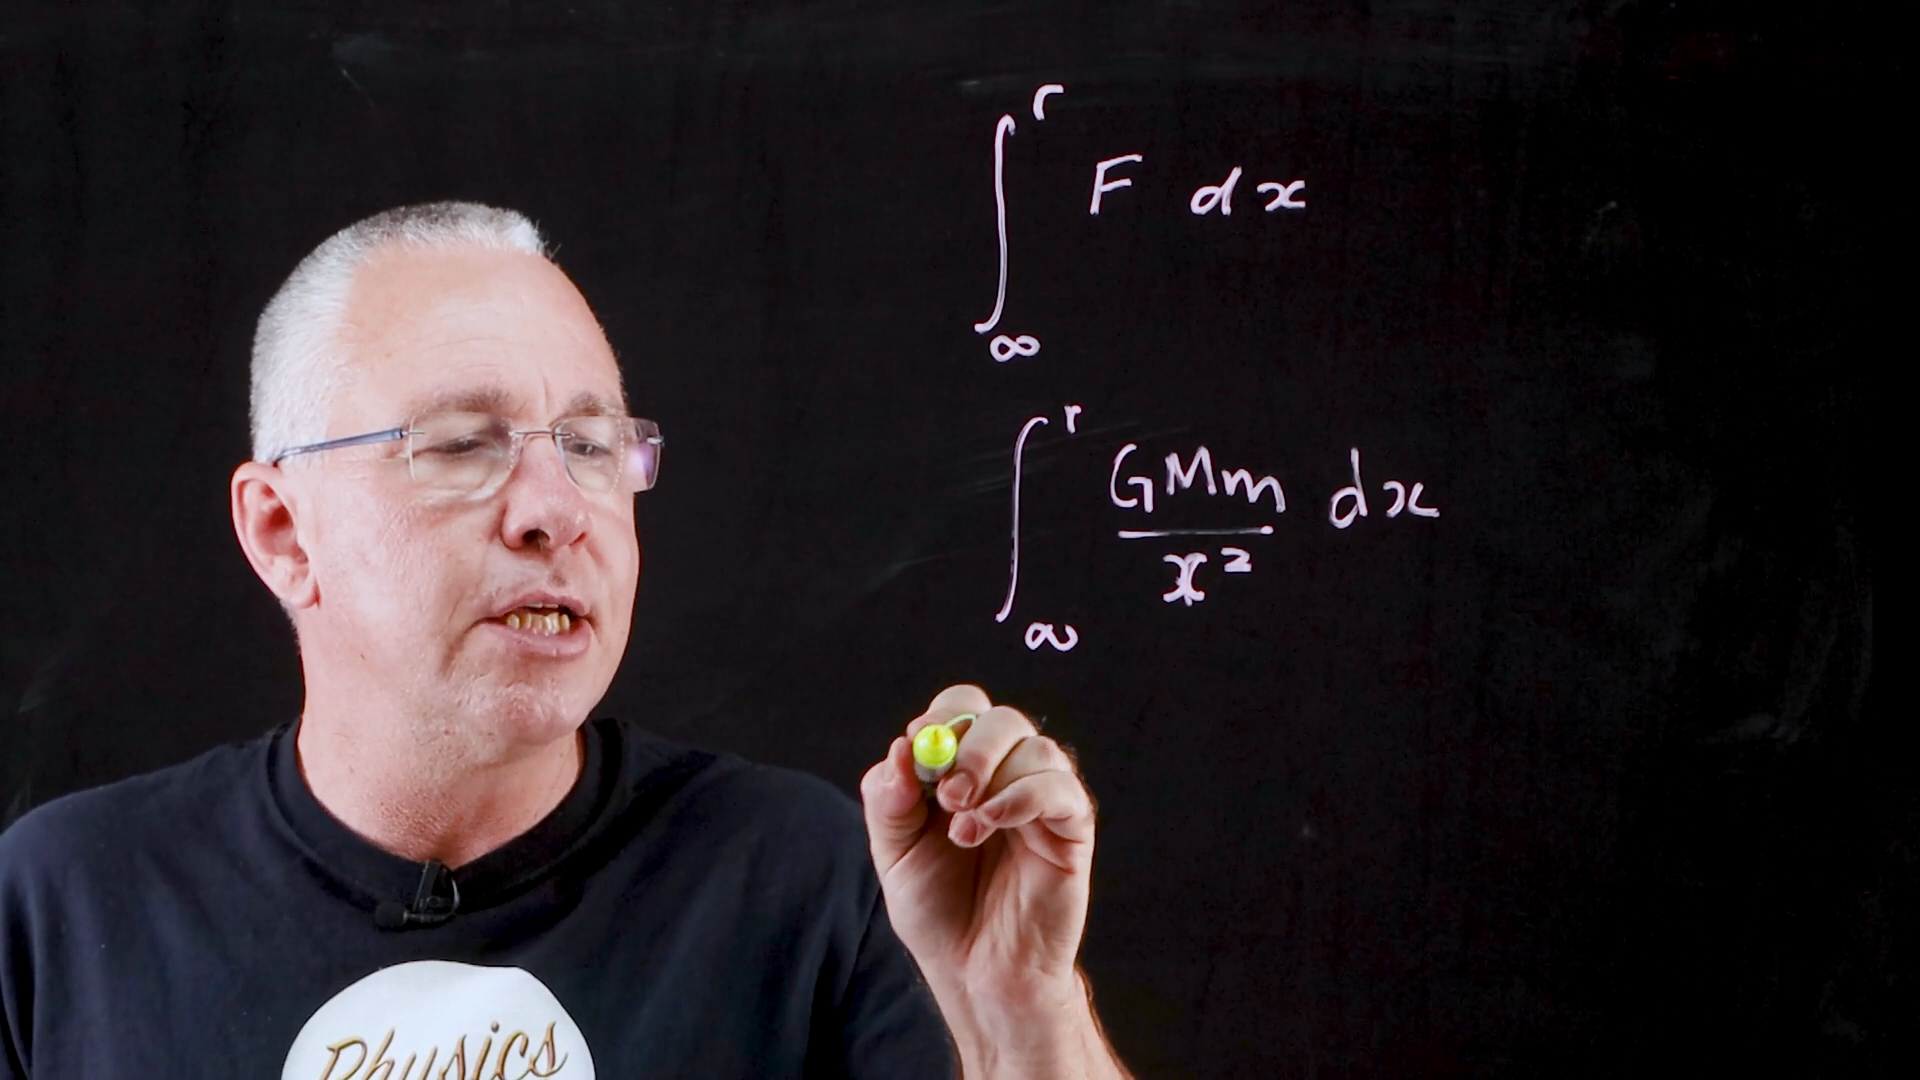 ∫_∞^r F dx
∫_∞^r GMm/x² dx
Physics